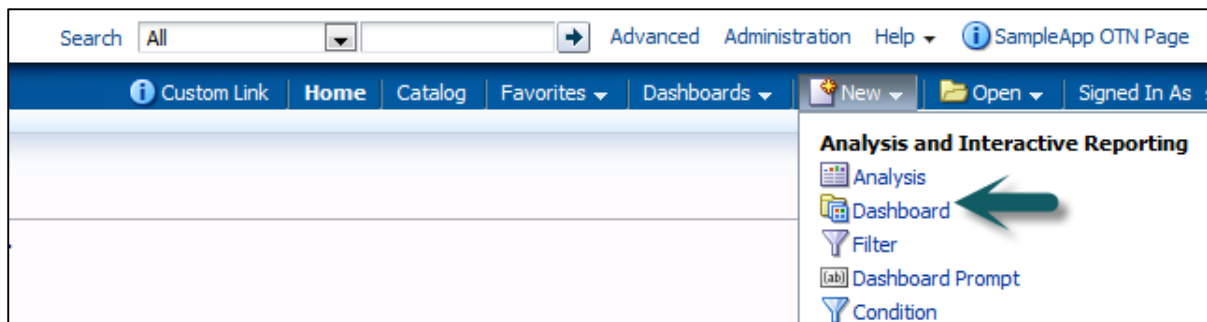 Search All Advanced Administration Help SampleApp OTN Page
Custom Link Home Catalog Favorites Dashboards New Open Signed In As
Analysis and Interactive Reporting
Analysis
Dashboard
Filter
(ab) Dashboard Prompt
Condition